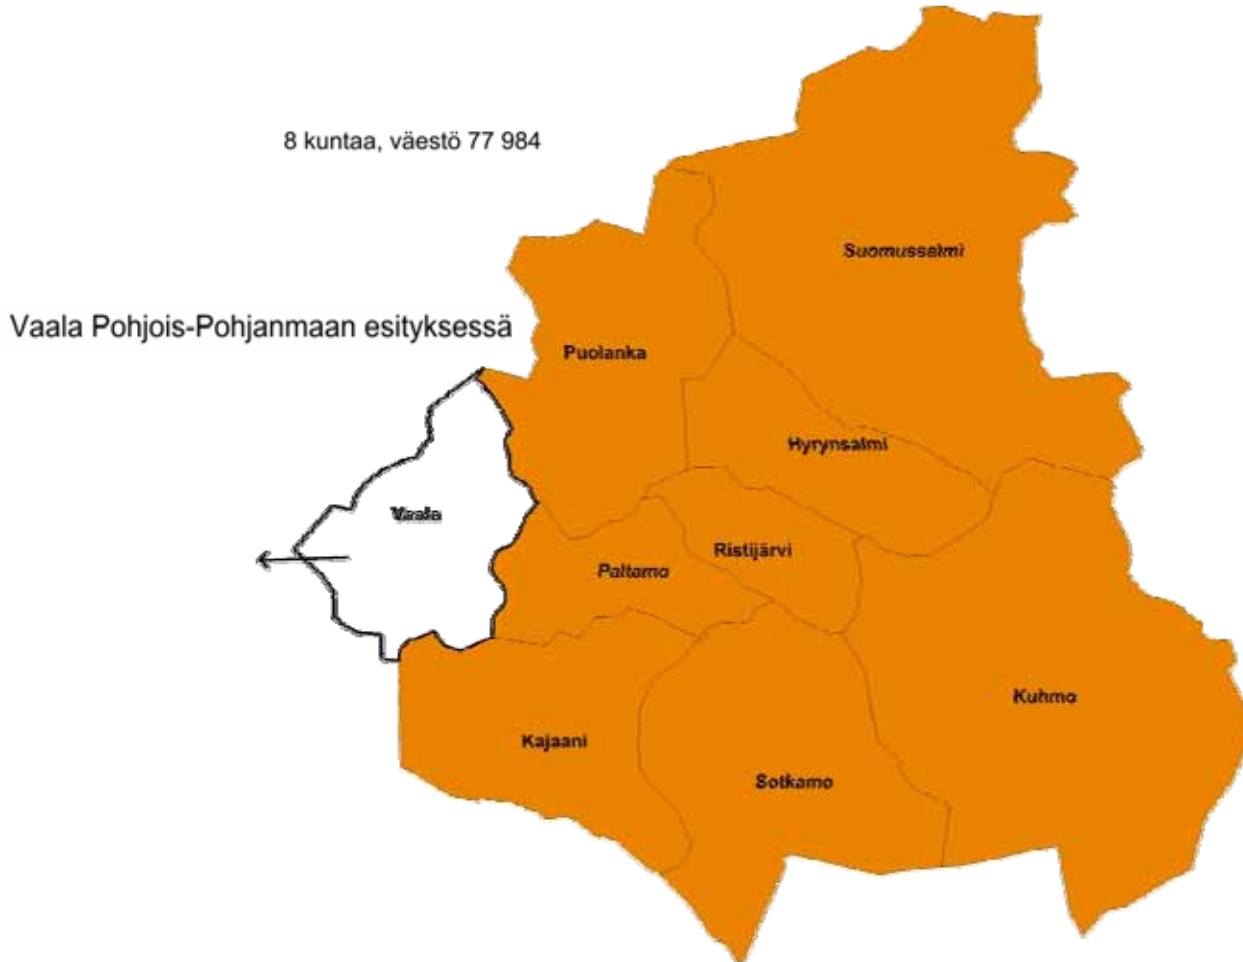 8 kuntaa, väestö 77 984
Suomussalmi
Vaala Pohjois-Pohjanmaan esityksessä
Puolanka
Hyrynsalmi
Vaala
Ristijärvi
Paltamo
Kuhmo
Kajaani
Sotkamo